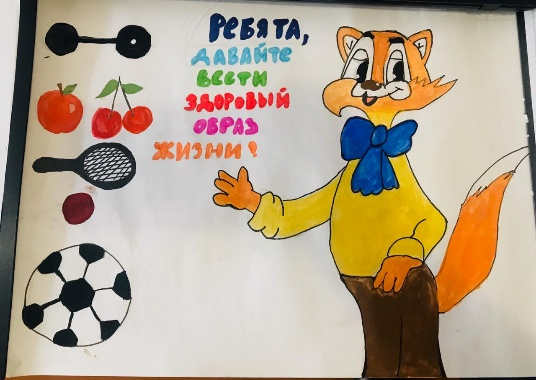 РЕБЯТА,
ДАВАЙТЕ
ВЕСТИ
ЗДОРОВЫЙ
ОБРАЗ
ЖИЗНИ!